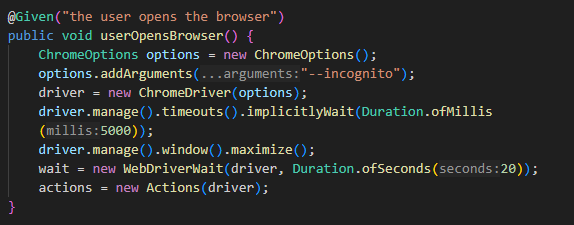 @Given("the user opens the browser")
public void userOpensBrowser() {
    ChromeOptions options = new ChromeOptions();
    options.addArguments(...arguments:"--incognito");
    driver = new ChromeDriver(options);
    driver.manage().timeouts().implicitlyWait(Duration.ofMillis
    (millis:5000));
    driver.manage().window().maximize();
    wait = new WebDriverWait(driver, Duration.ofSeconds(seconds:20));
    actions = new Actions(driver);
}